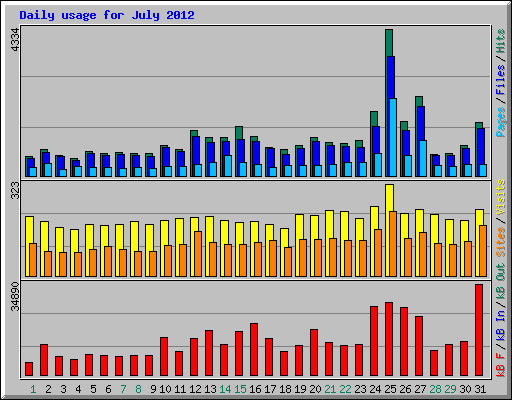 Daily usage for July 2012
4334
Pages / Files / Hits
323
Sites / Visits
34890
kB F / kB In / kB Out
1 2 3 4 5 6 7 8 9 10 11 12 13 14 15 16 17 18 19 20 21 22 23 24 25 26 27 28 29 30 31